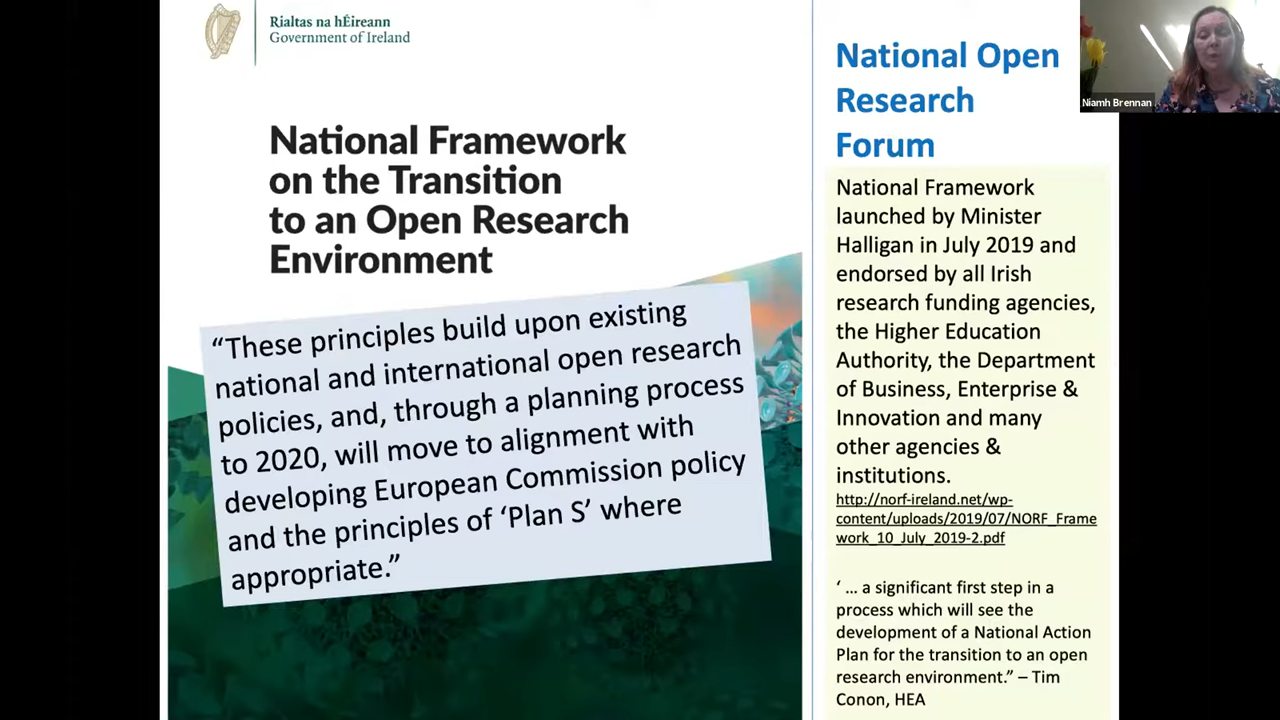 Rialtas na hÉireann
Government of Ireland
National Framework
on the Transition
to an Open Research
Environment
“These principles build upon existing
national and international open research
policies, and, through a planning process
to 2020, will move to alignment with
developing European Commission policy
and the principles of ‘Plan S’ where
appropriate.”
National Open
Research
Forum
National Framework
launched by Minister
Halligan in July 2019 and
endorsed by all Irish
research funding agencies,
the Higher Education
Authority, the Department
of Business, Enterprise &
Innovation and many
other agencies &
institutions.
http://norf-ireland.net/wp-
content/uploads/2019/07/NORF_Frame
work_10_July_2019-2.pdf
‘ ... a significant first step in a
process which will see the
development of a National Action
Plan for the transition to an open
research environment.” – Tim
Conon, HEA
Niamh Brennan